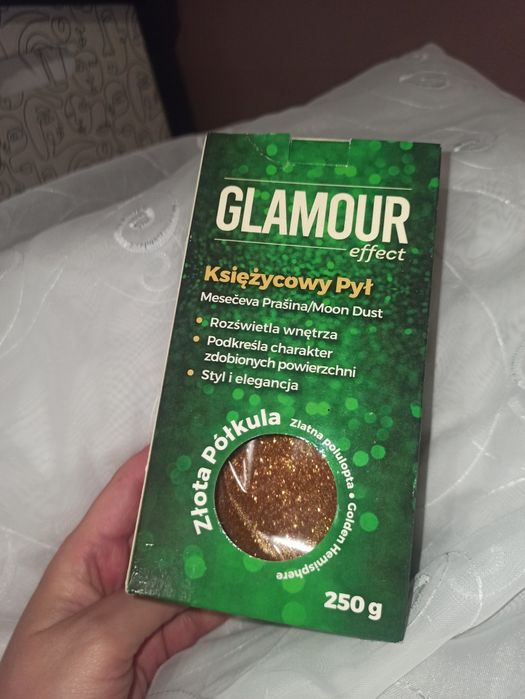 GLAMOUR
effect
Księżycowy Pył
Mesečeva Prašina/Moon Dust
• Rozświetla wnętrza
• Podkreśla charakter
zdobionych powierzchni
• Styl i elegancja
Złota Półkula
Zlatna polulopta • Golden Hemisphere
250 g